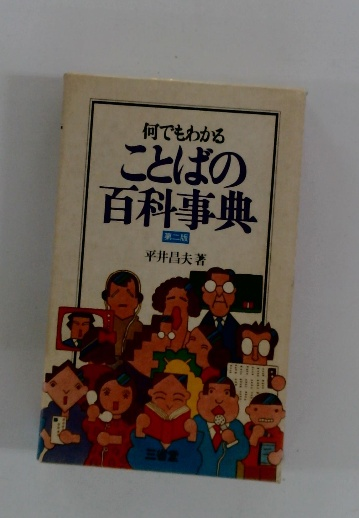 何でもわかる
ことばの
百科事典
第二版
平井昌夫 著
三省堂